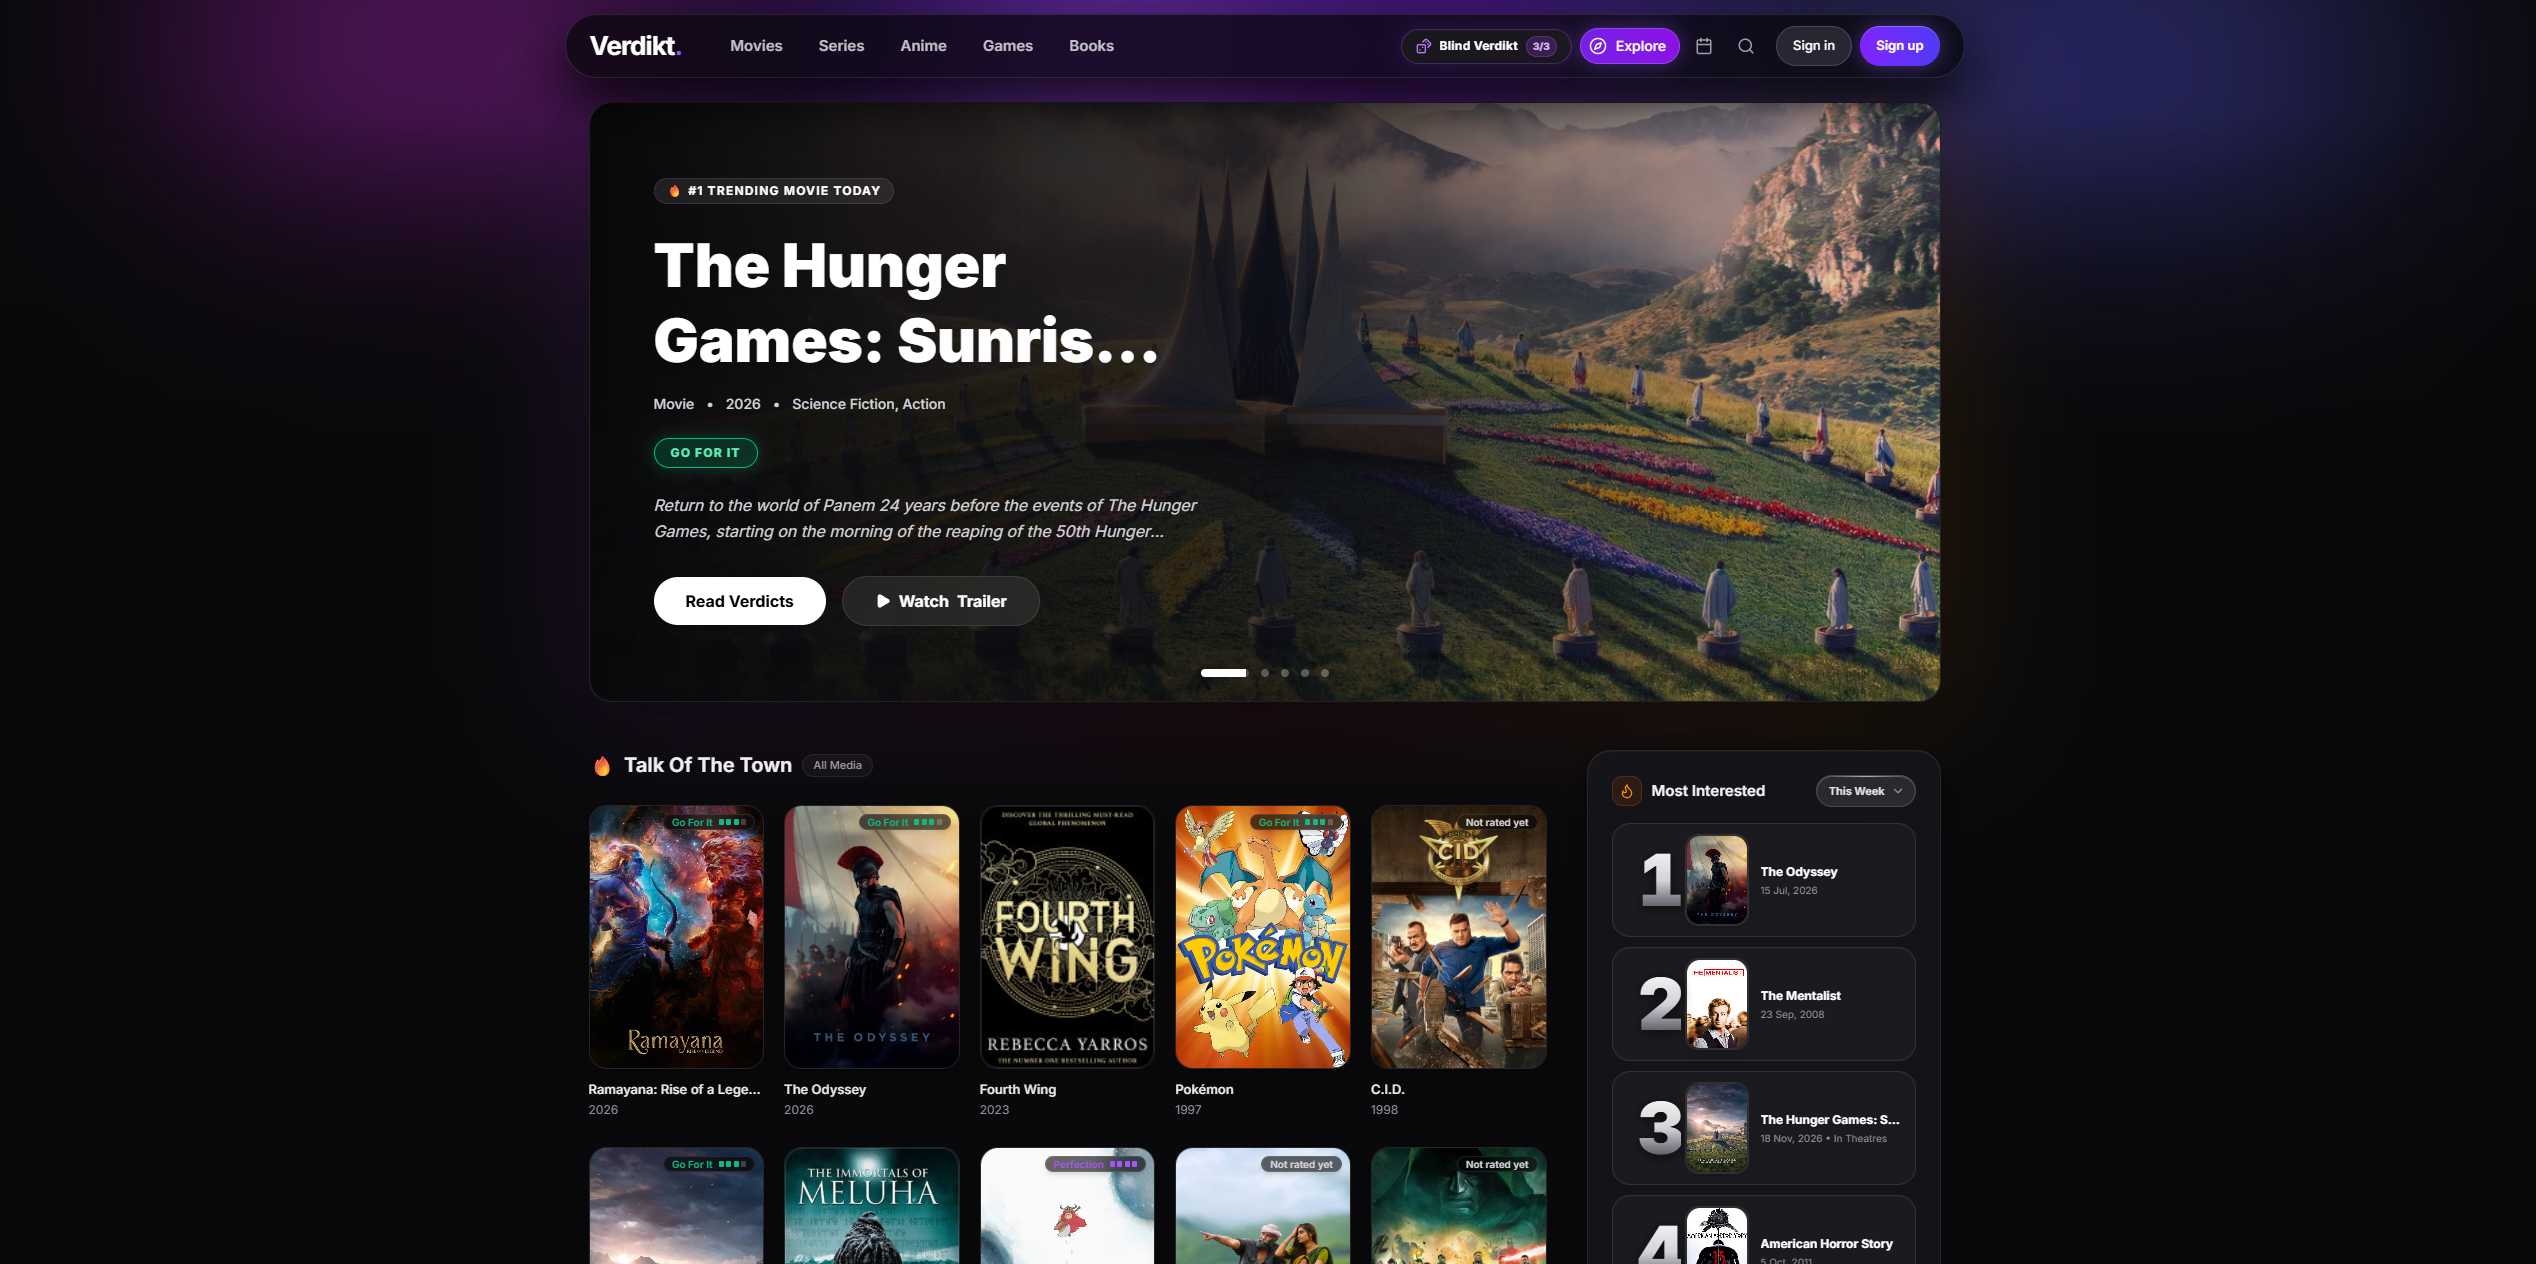 Verdikt.
Movies
Series
Anime
Games
Books
Blind Verdikt 3/3
Explore
Sign in
Sign up
#1 TRENDING MOVIE TODAY
The Hunger
Games: Sunris...
Movie • 2026 • Science Fiction, Action
GO FOR IT
Return to the world of Panem 24 years before the events of The Hunger
Games, starting on the morning of the reaping of the 50th Hunger...
Read Verdicts
Watch Trailer
Talk Of The Town
All Media
Go For It
Ramayana
Ramayana: Rise of a Lege...
2026
Go For It
THE ODYSSEY
The Odyssey
2026
DISCOVER THE THRILLING MUST-READ
GLOBAL PHENOMENON
FOURTH
WING
REBECCA YARROS
THE NUMBER ONE BESTSELLING AUTHOR
Fourth Wing
2023
Go For It
POKéMON
Pokémon
1997
Not rated yet
CID
C.I.D.
1998
Go For It
THE IMMORTALS OF
MELUHA
Perfection
Not rated yet
Not rated yet
Most Interested
This Week
1
THE ODYSSEY
The Odyssey
15 Jul, 2026
2
THE MENTALIST
The Mentalist
23 Sep, 2008
3
The Hunger Games: S...
18 Nov, 2026 • In Theatres
4
American Horror Story
5 Oct, 2011